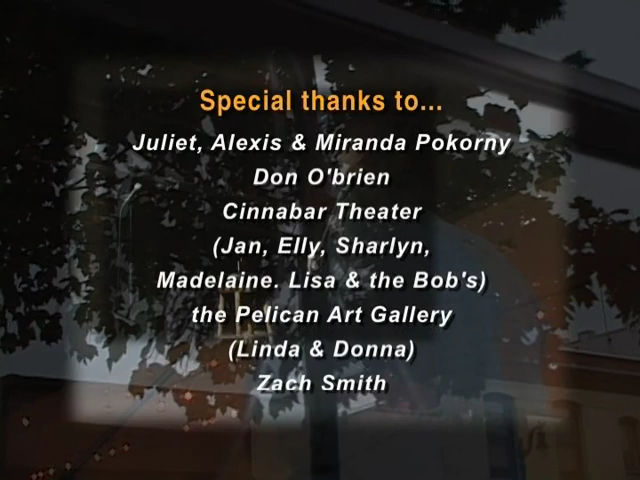 Special thanks to...
Juliet, Alexis & Miranda Pokorny
Don O'brien
Cinnabar Theater
(Jan, Elly, Sharlyn,
Madelaine. Lisa & the Bob's)
the Pelican Art Gallery
(Linda & Donna)
Zach Smith